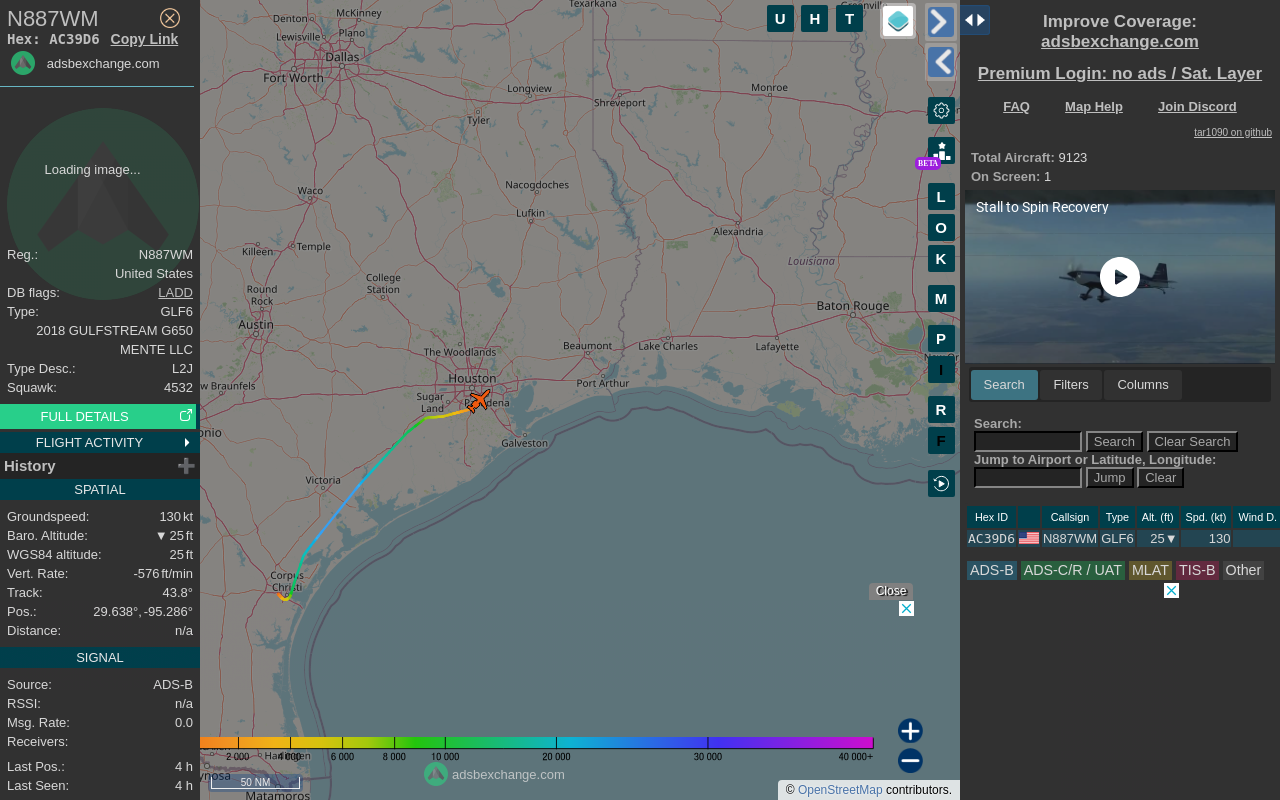 N887WM
Hex: AC39D6 Copy Link
adsbexchange.com
Loading image...
Reg.: N887WM
United States
DB flags: LADD
Type: GLF6
2018 GULFSTREAM G650
MENTE LLC
Type Desc.: L2J
Squawk: 4532
FULL DETAILS
FLIGHT ACTIVITY
History
SPATIAL
Groundspeed: 130 kt
Baro. Altitude: ▼ 25 ft
WGS84 altitude: 25 ft
Vert. Rate: -576 ft/min
Track: 43.8°
Pos.: 29.638°, -95.286°
Distance: n/a
SIGNAL
Source: ADS-B
RSSI: n/a
Msg. Rate: 0.0
Receivers:
Last Pos.: 4 h
Last Seen: 4 h
Texarkana
Greenville
McKinney
Denton
Plano
Lewisville
Dallas
Fort Worth
Longview
Monroe
Shreveport
Tyler
Waco
Nacogdoches
Lufkin
Alexandria
Killeen
Temple
Louisiana
College
Station
Round
Rock
Baton Rouge
Austin
The Woodlands
Beaumont
Lake Charles
Lafayette
Houston
Port Arthur
w Braunfels
Sugar
Land
Pasadena
onio
Galveston
Victoria
Corpus
Christi
Harlingen
ynosa
Matamoros
U H T
BETA
L
O
K
M
P
I
R
F
Close
2 000 4 000 6 000 8 000 10 000 20 000 30 000 40 000+
50 NM
adsbexchange.com
© OpenStreetMap contributors.
Improve Coverage:
adsbexchange.com
Premium Login: no ads / Sat. Layer
FAQ Map Help Join Discord
tar1090 on github
Total Aircraft: 9123
On Screen: 1
Stall to Spin Recovery
Search Filters Columns
Search:
Search Clear Search
Jump to Airport or Latitude, Longitude:
Jump Clear
Hex ID Callsign Type Alt. (ft) Spd. (kt) Wind D.
AC39D6 N887WM GLF6 25▼ 130
ADS-B ADS-C/R / UAT MLAT TIS-B Other